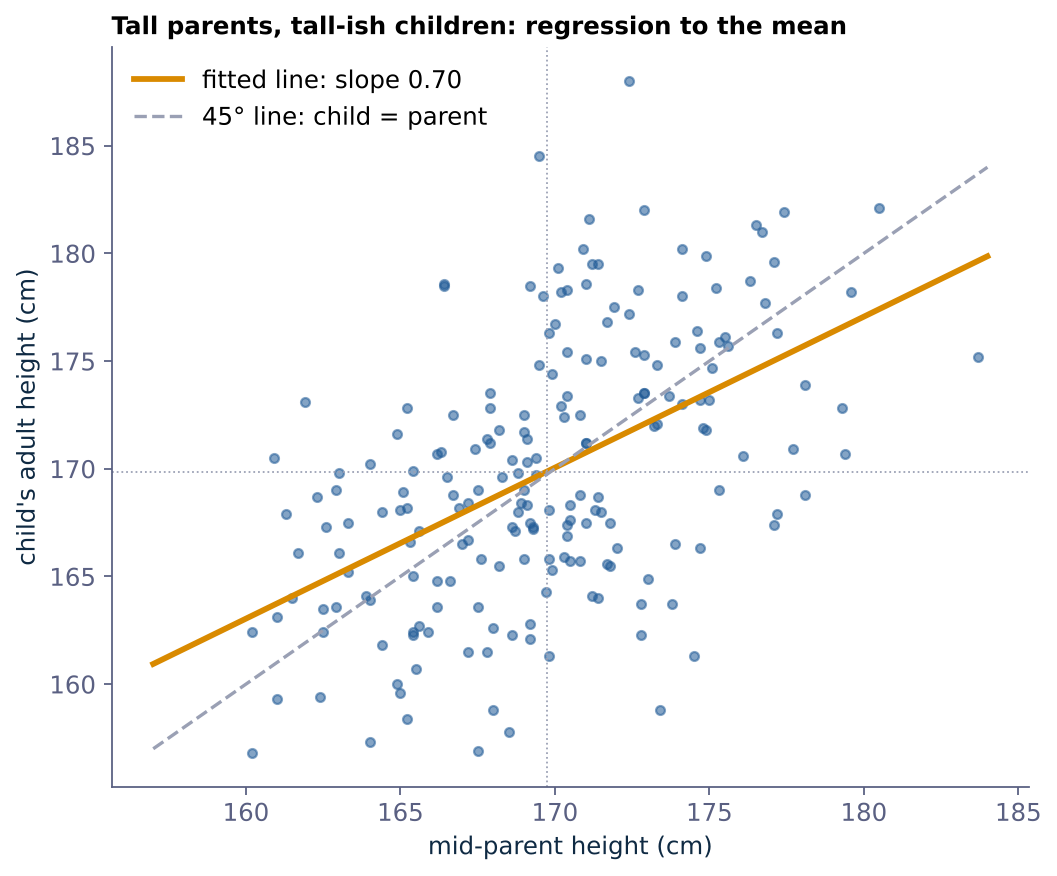 Tall parents, tall-ish children: regression to the mean
fitted line: slope 0.70
45° line: child = parent
185
180
175
170
165
160
child's adult height (cm)
160 165 170 175 180 185
mid-parent height (cm)